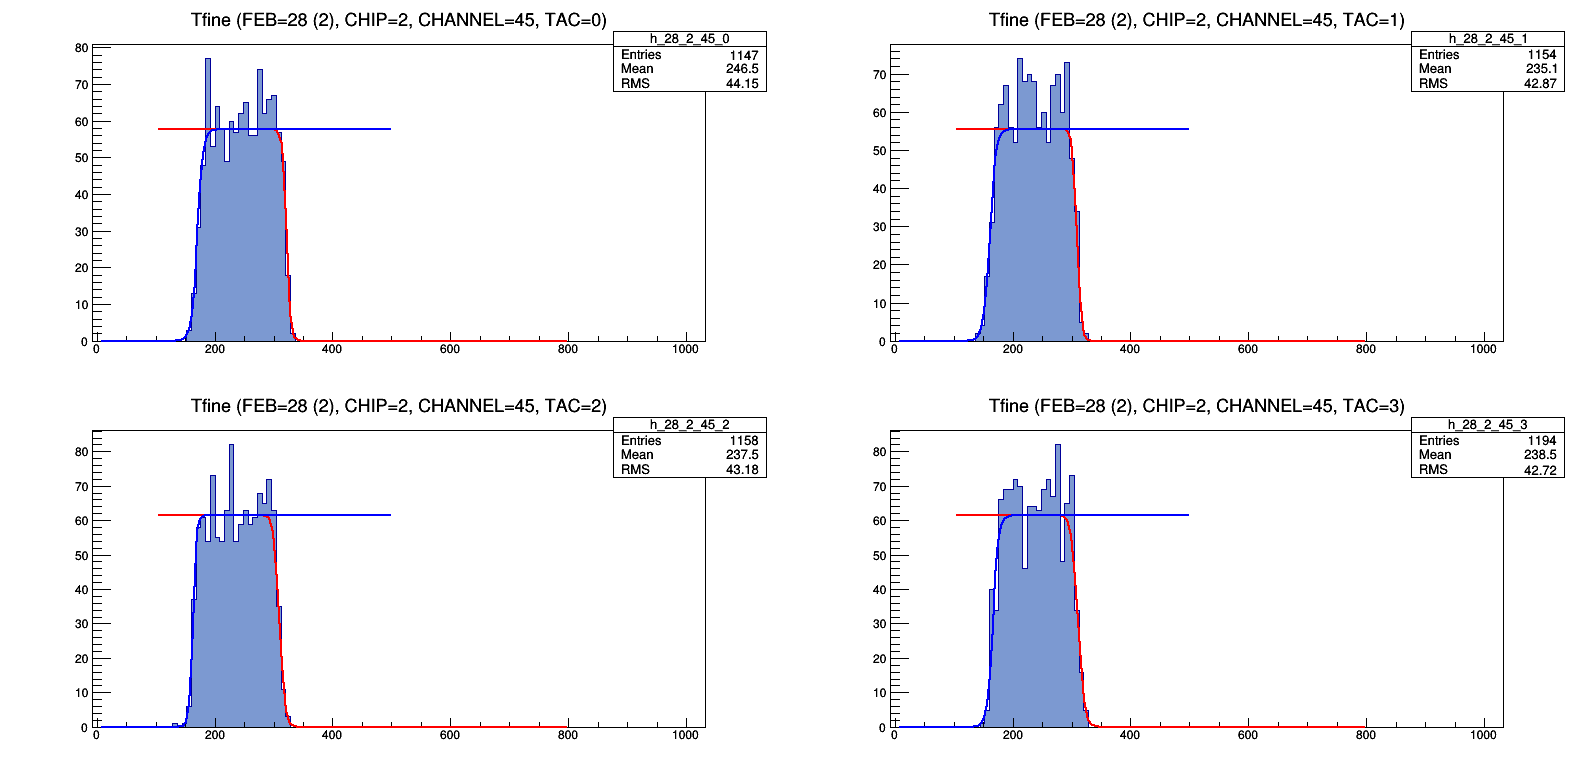 Tfine (FEB=28 (2), CHIP=2, CHANNEL=45, TAC=0)
h_28_2_45_0
Entries 1147
Mean 246.5
RMS 44.15
80
70
60
50
40
30
20
10
0
0 200 400 600 800 1000
Tfine (FEB=28 (2), CHIP=2, CHANNEL=45, TAC=1)
h_28_2_45_1
Entries 1154
Mean 235.1
RMS 42.87
70
60
50
40
30
20
10
0
0 200 400 600 800 1000
Tfine (FEB=28 (2), CHIP=2, CHANNEL=45, TAC=2)
h_28_2_45_2
Entries 1158
Mean 237.5
RMS 43.18
80
70
60
50
40
30
20
10
0
0 200 400 600 800 1000
Tfine (FEB=28 (2), CHIP=2, CHANNEL=45, TAC=3)
h_28_2_45_3
Entries 1194
Mean 238.5
RMS 42.72
80
70
60
50
40
30
20
10
0
0 200 400 600 800 1000